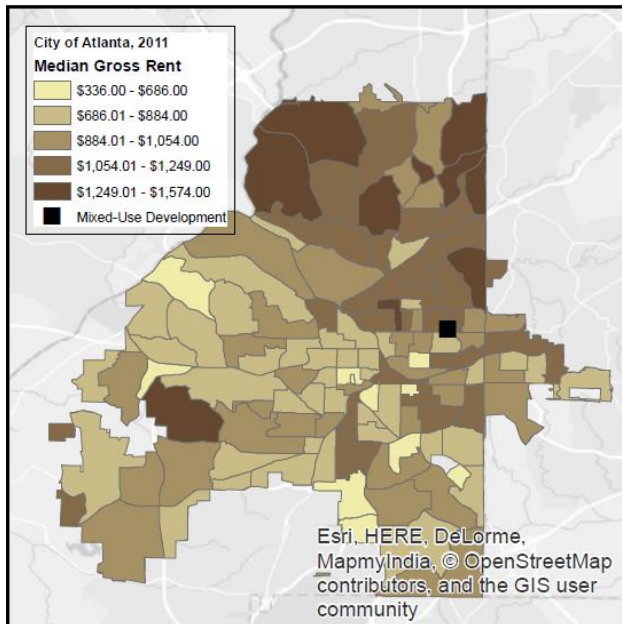 City of Atlanta, 2011
Median Gross Rent
$336.00 - $686.00
$686.01 - $884.00
$884.01 - $1,054.00
$1,054.01 - $1,249.00
$1,249.01 - $1,574.00
Mixed-Use Development
Esri, HERE, DeLorme,
MapmyIndia, © OpenStreetMap
contributors, and the GIS user
community